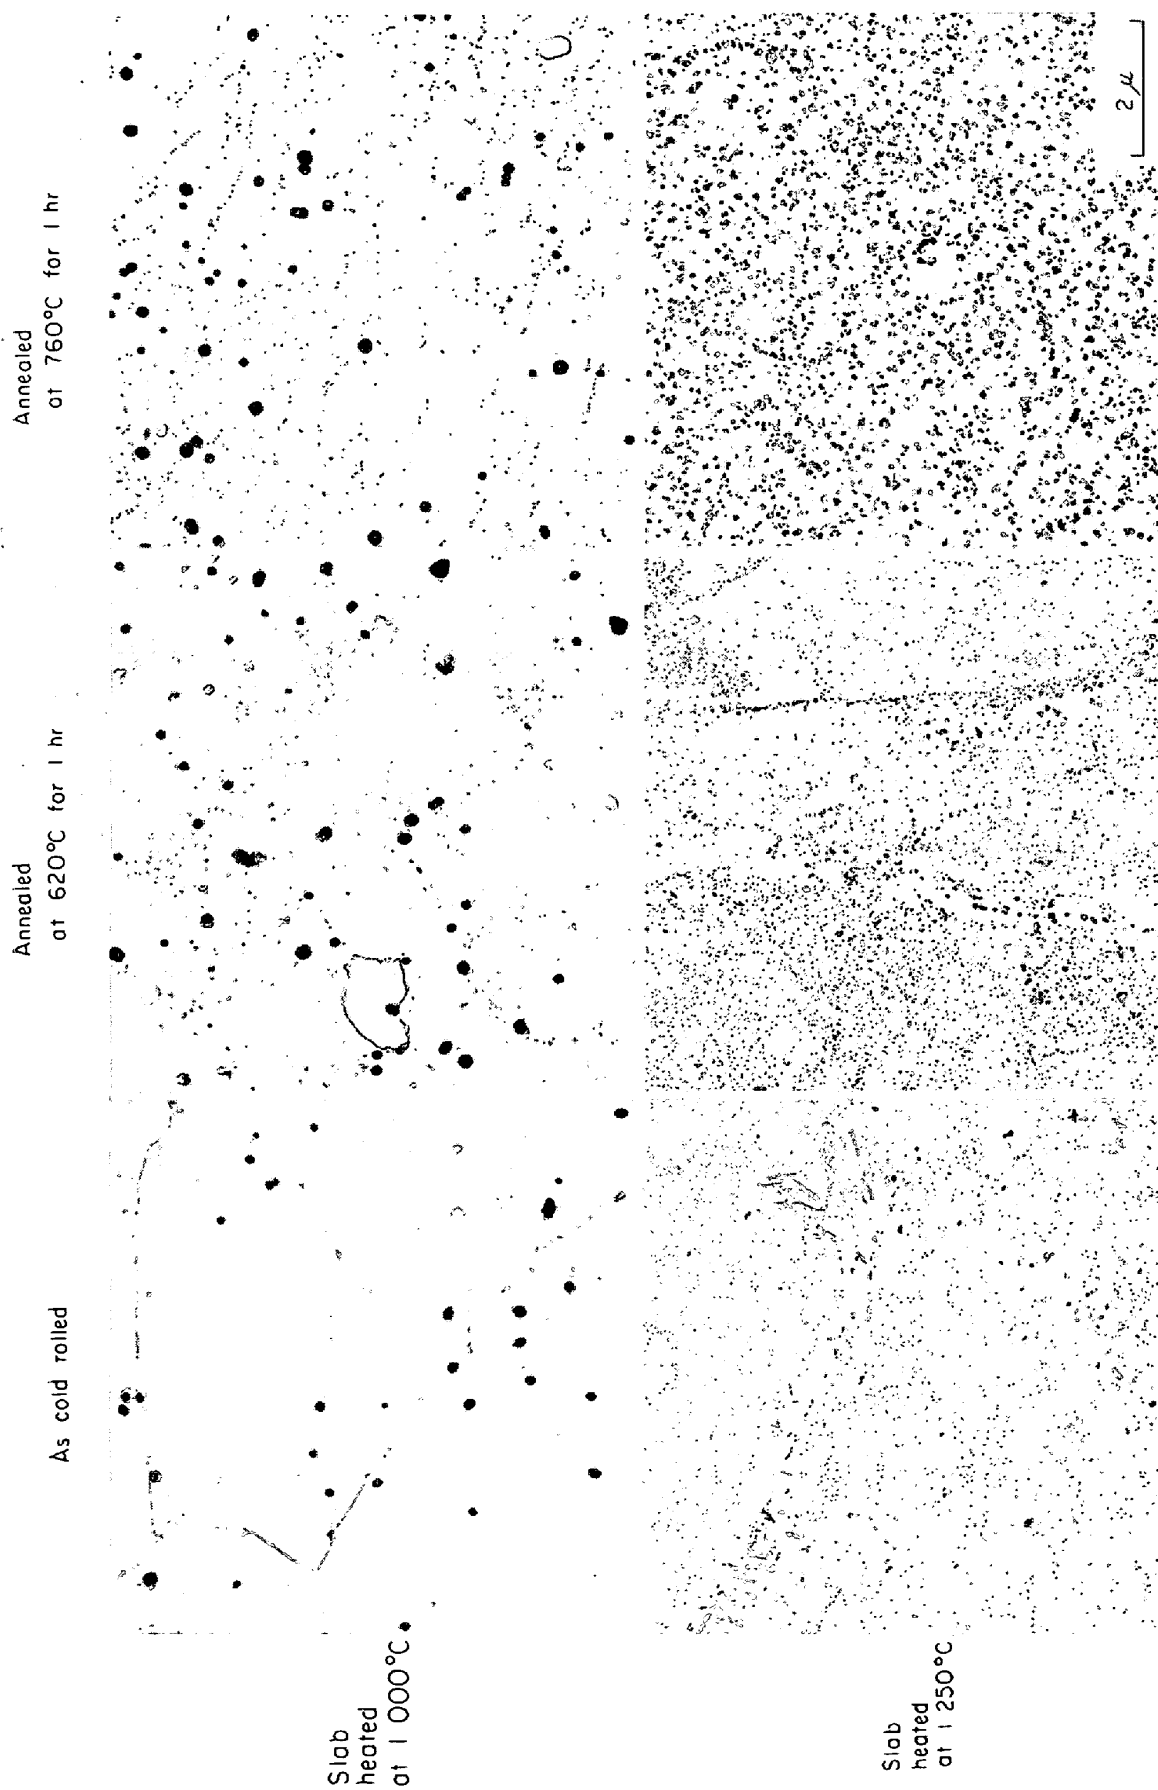 As cold rolled
Annealed
at 620°C for 1 hr
Annealed
at 760°C for 1 hr
Slab
heated
at 1 000°C
Slab
heated
at 1 250°C
2 μ